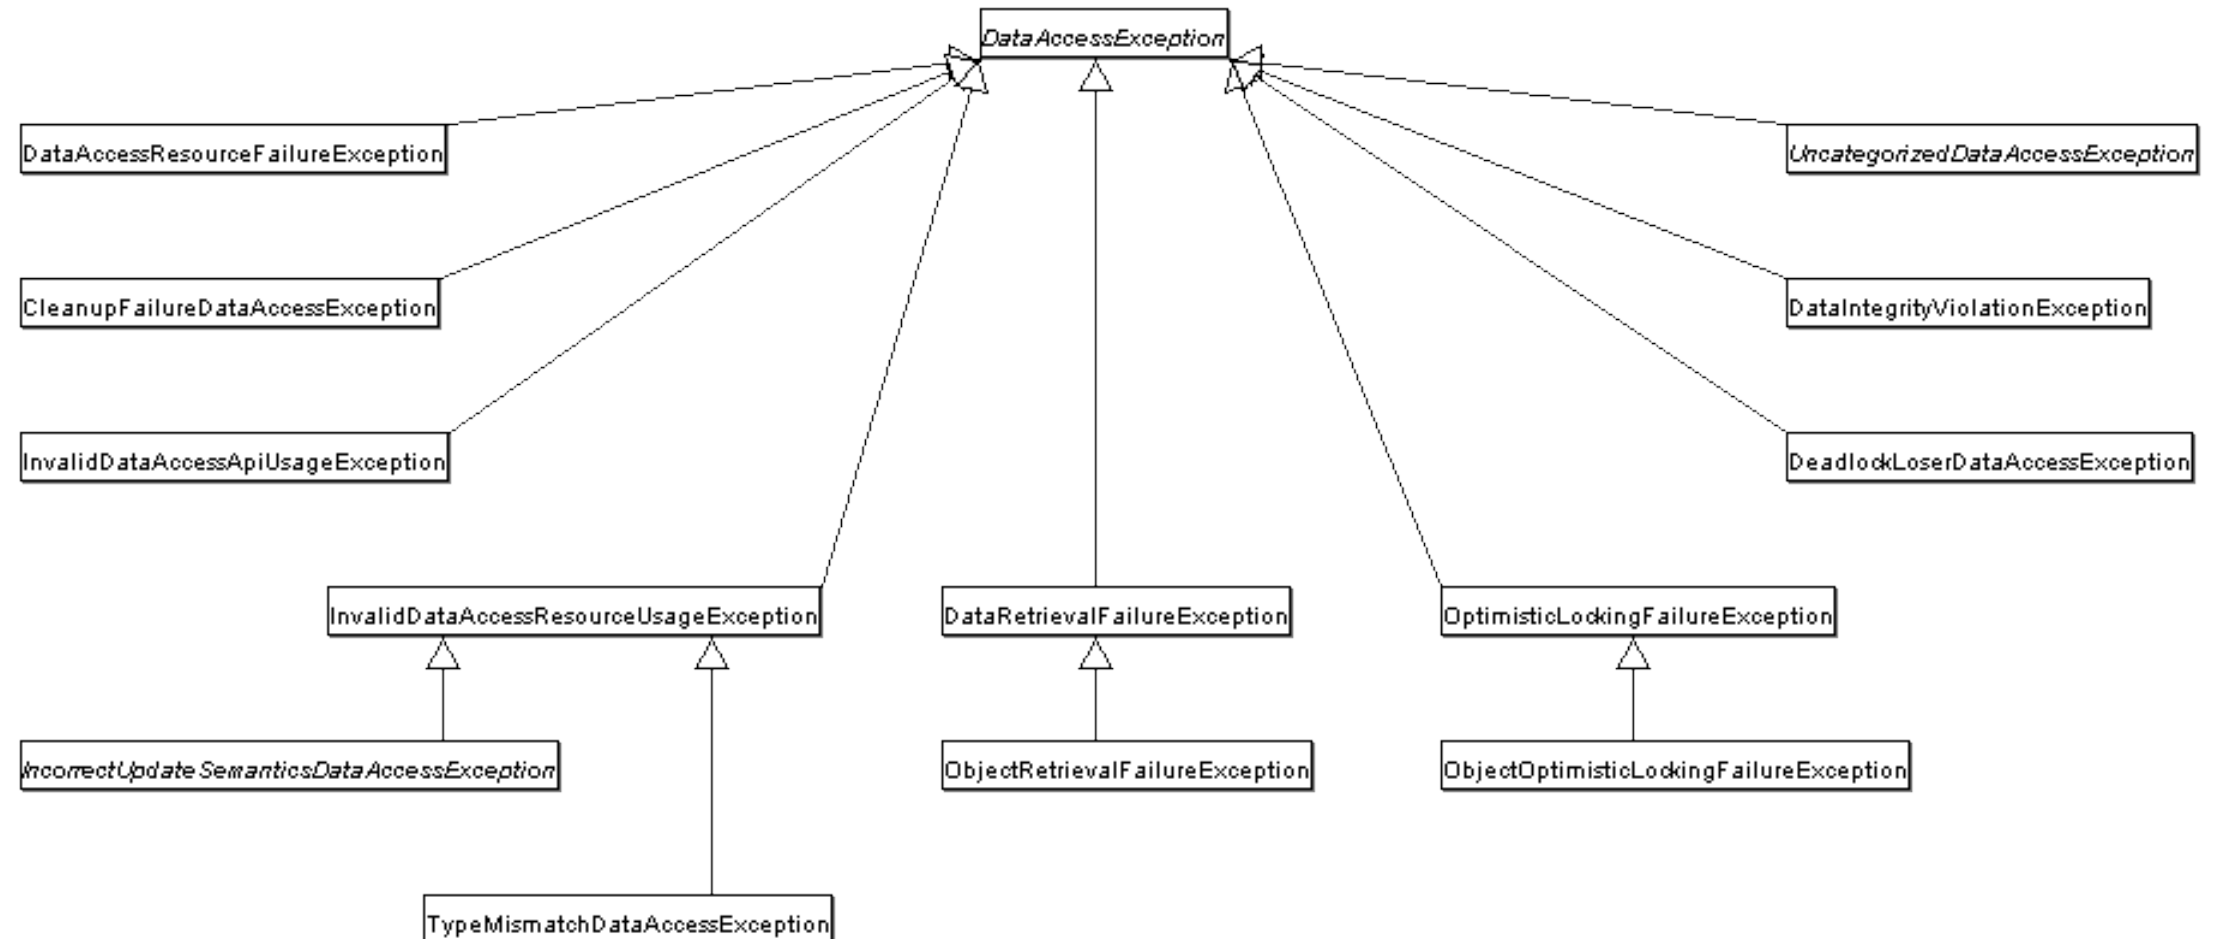 DataAccessException
DataAccessResourceFailureException
UncategorizedDataAccessException
CleanupFailureDataAccessException
DataIntegrityViolationException
InvalidDataAccessApiUsageException
DeadlockLoserDataAccessException
InvalidDataAccessResourceUsageException
DataRetrievalFailureException
OptimisticLockingFailureException
IncorrectUpdateSemanticsDataAccessException
ObjectRetrievalFailureException
ObjectOptimisticLockingFailureException
TypeMismatchDataAccessException